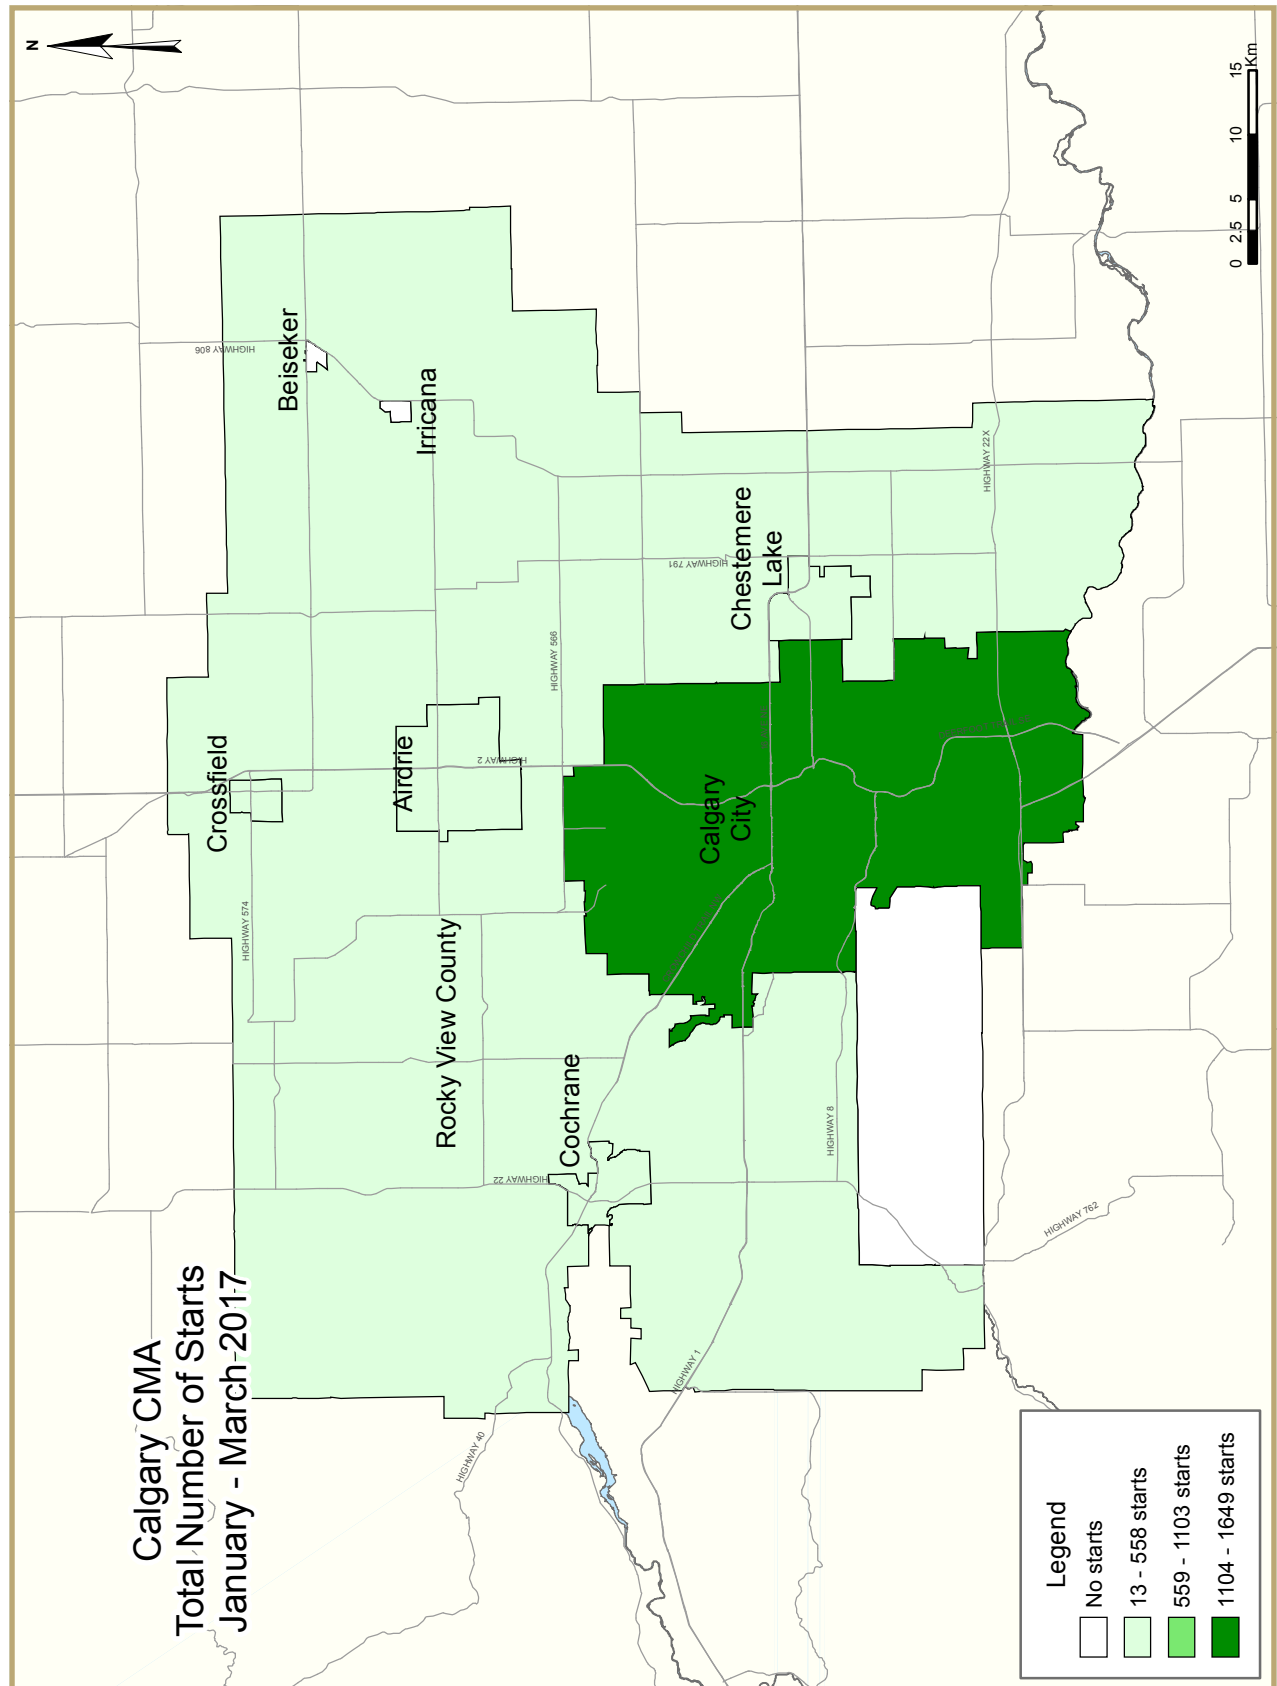 Calgary CMA
Total Number of Starts
January - March 2017
N
HIGHWAY 806
Beiseker
Irricana
Crossfield
HIGHWAY 574
Airdrie
HIGHWAY 2
HIGHWAY 566
Rocky View County
Cochrane
HIGHWAY 22
Chestemere
Lake
HIGHWAY 791
Calgary
City
HIGHWAY 22X
HIGHWAY 8
HIGHWAY 1
HIGHWAY 40
HIGHWAY 762
Legend
No starts
13 - 558 starts
559 - 1103 starts
1104 - 1649 starts
0 2.5 5 10 15
Km